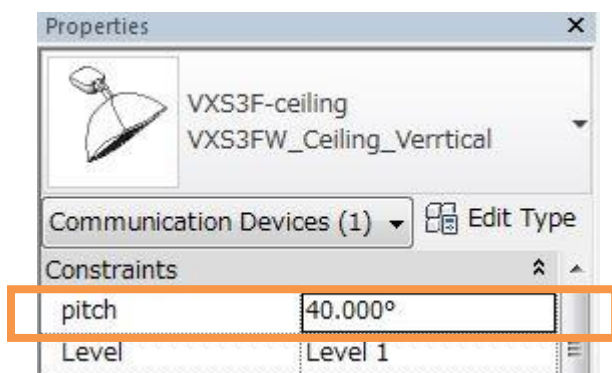 Properties
VXS3F-ceiling
VXS3FW_Ceiling_Verrtical
Communication Devices (1) Edit Type
Constraints
pitch 40.000°
Level Level 1